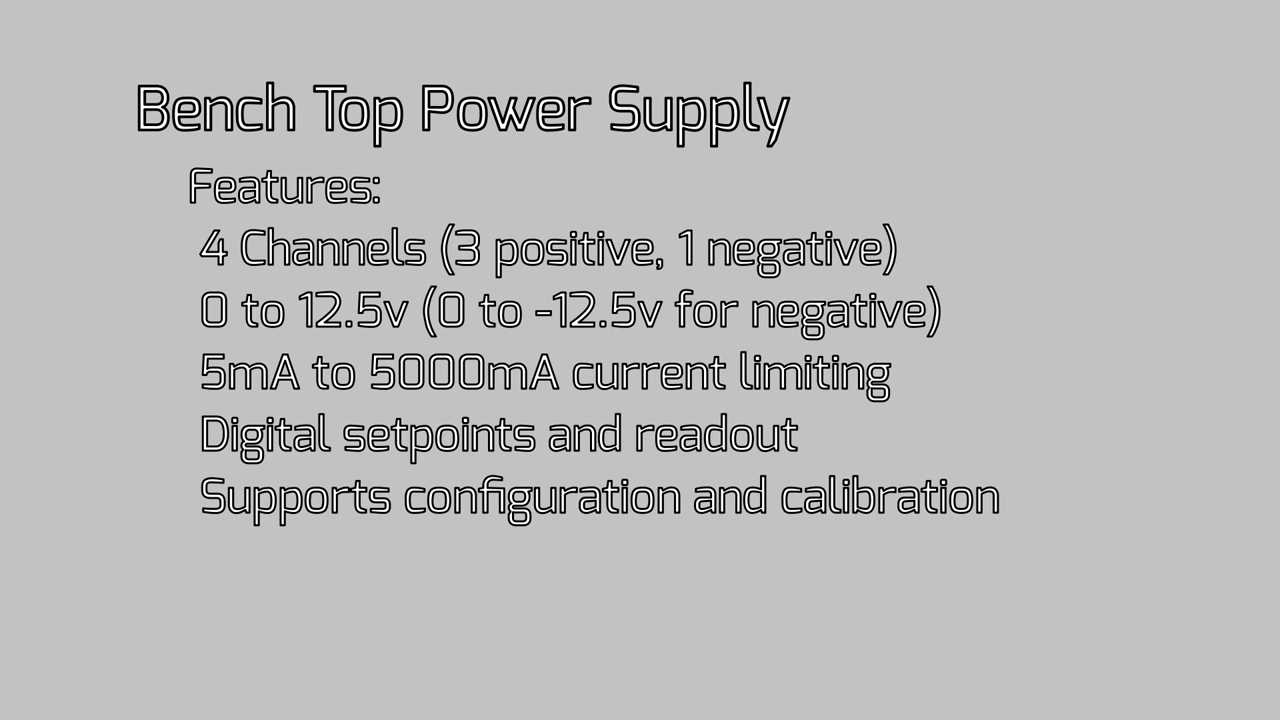 Bench Top Power Supply
Features:
4 Channels (3 positive, 1 negative)
0 to 12.5v (0 to -12.5v for negative)
5mA to 5000mA current limiting
Digital setpoints and readout
Supports configuration and calibration